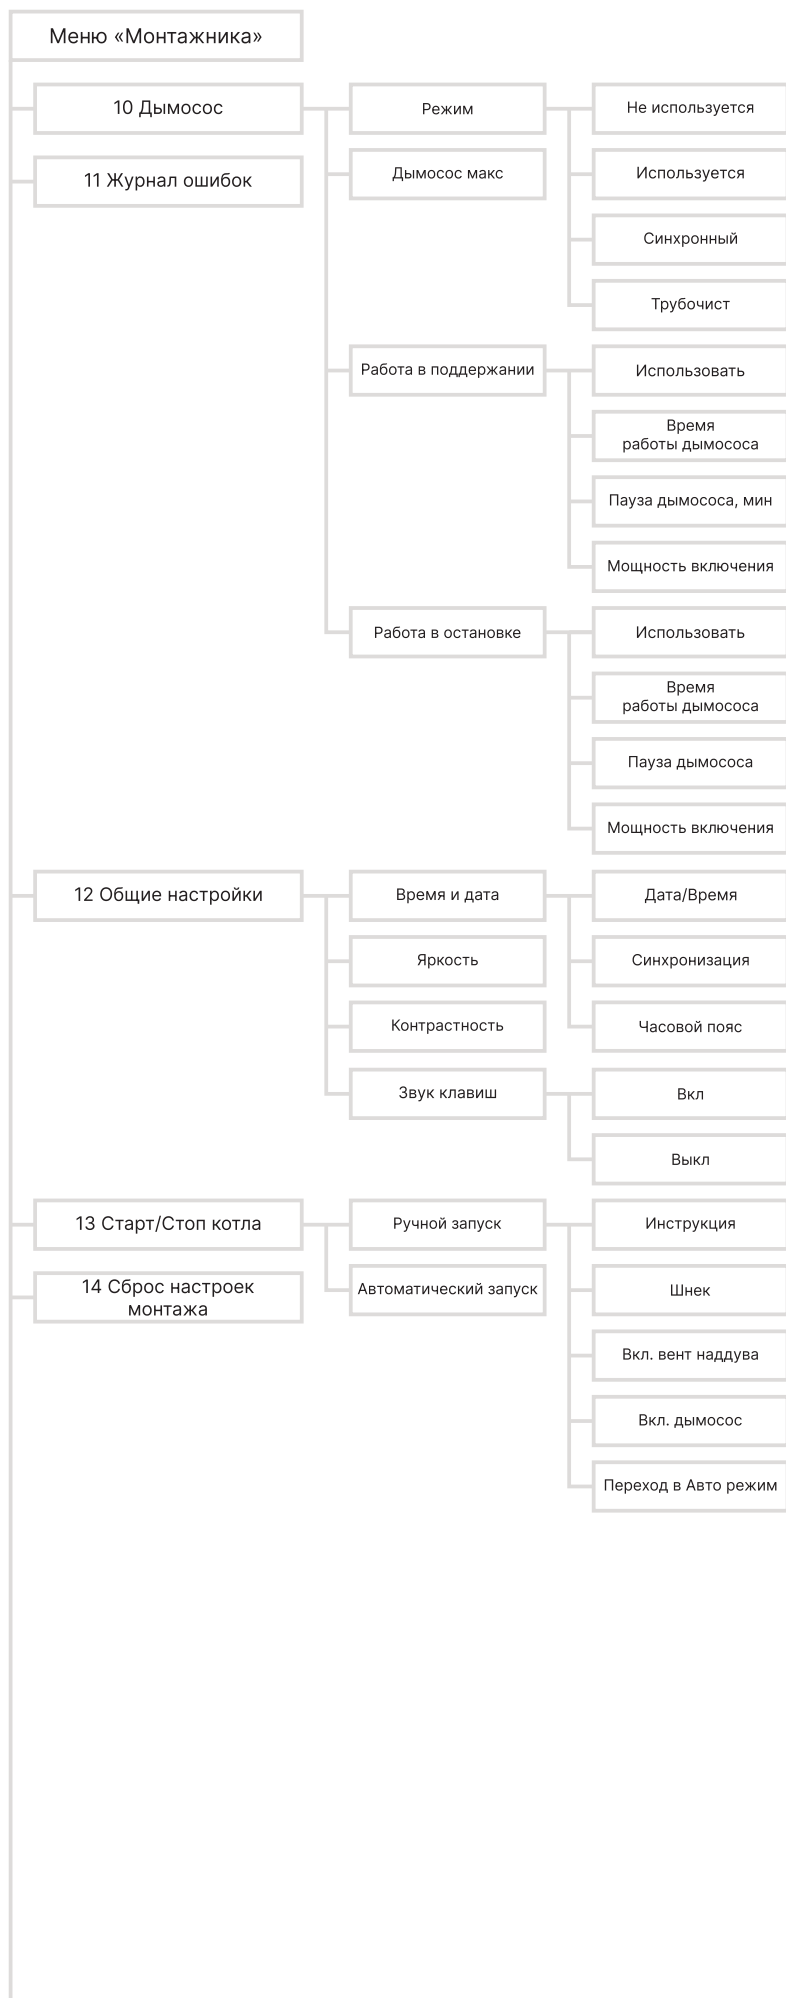 Меню «Монтажника»
10 Дымосос
Режим
Не используется
11 Журнал ошибок
Дымосос макс
Используется
Синхронный
Трубочист
Работа в поддержании
Использовать
Время
работы дымососа
Пауза дымососа, мин
Мощность включения
Работа в остановке
Использовать
Время
работы дымососа
Пауза дымососа
Мощность включения
12 Общие настройки
Время и дата
Дата/Время
Яркость
Синхронизация
Контрастность
Часовой пояс
Звук клавиш
Вкл
Выкл
13 Старт/Стоп котла
Ручной запуск
Инструкция
14 Сброс настроек
монтажа
Автоматический запуск
Шнек
Вкл. вент наддува
Вкл. дымосос
Переход в Авто режим